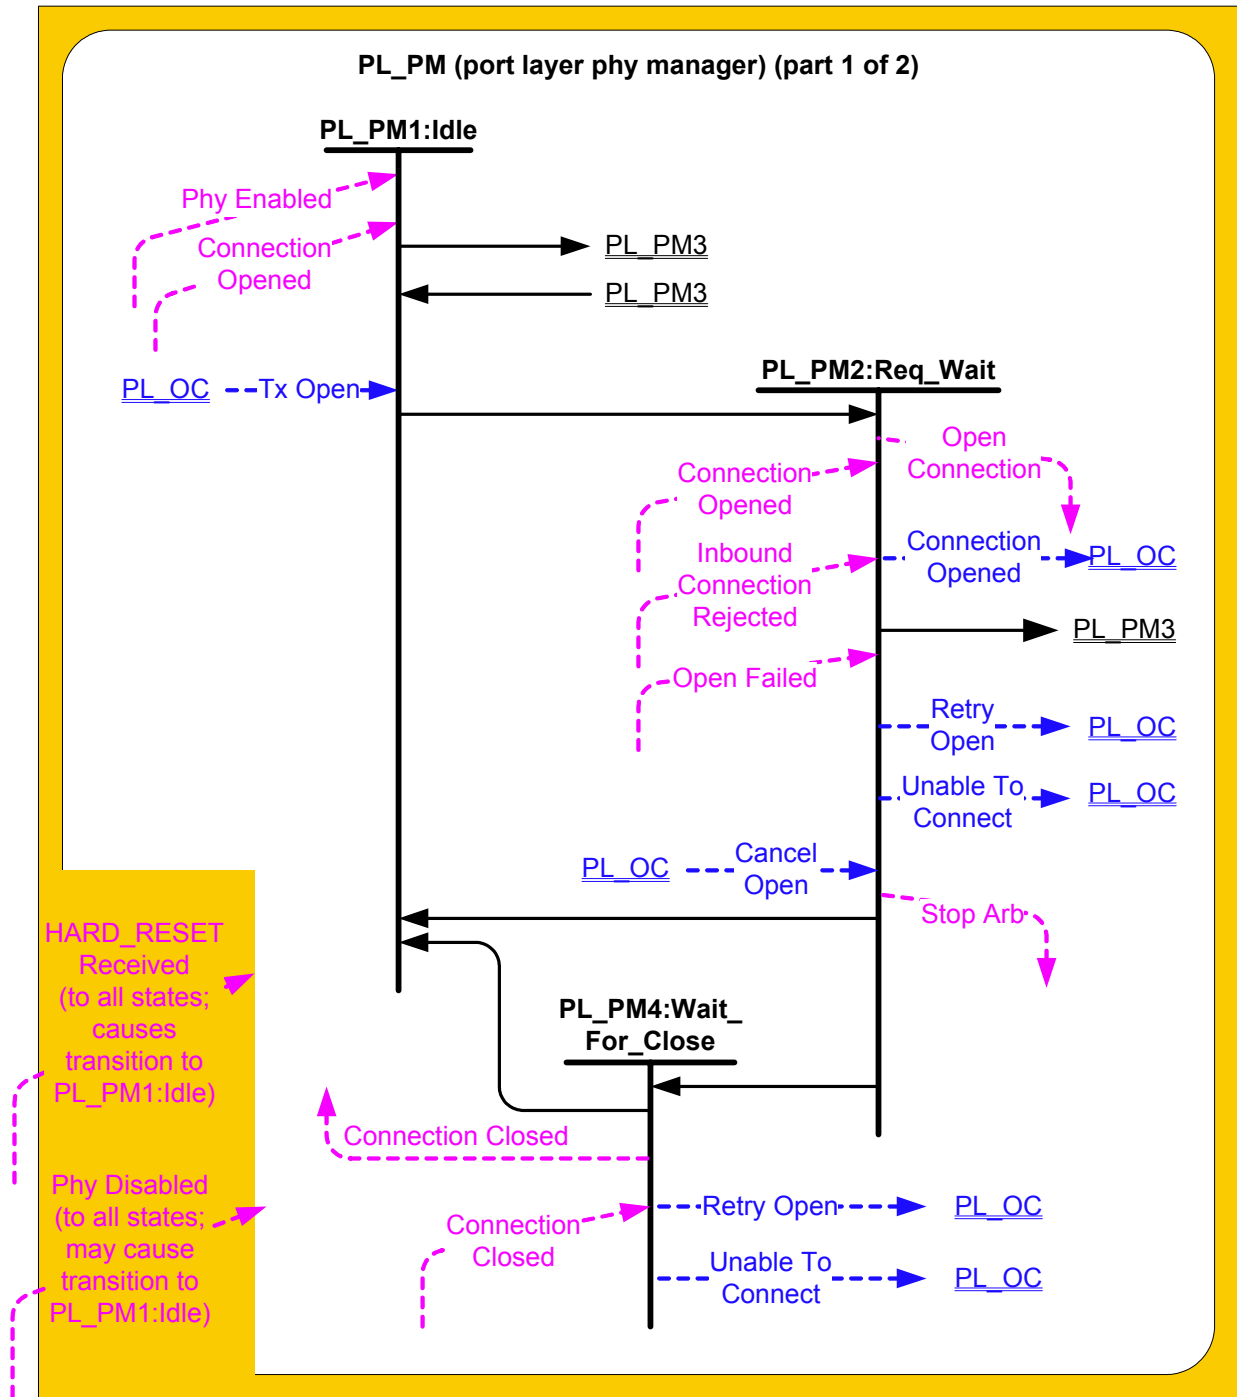 PL_PM (port layer phy manager) (part 1 of 2)
PL_PM1:Idle
Phy Enabled
Connection
Opened
PL_PM3
PL_PM3
PL_OC
Tx Open
PL_PM2:Req_Wait
Open
Connection
Connection
Opened
Connection
Opened
PL_OC
Inbound
Connection
Rejected
PL_PM3
Open Failed
Retry
Open
PL_OC
Unable To
Connect
PL_OC
PL_OC
Cancel
Open
Stop Arb
HARD_RESET
Received
(to all states;
causes
transition to
PL_PM1:Idle)
PL_PM4:Wait_
For_Close
Connection Closed
Phy Disabled
(to all states;
may cause
transition to
PL_PM1:Idle)
Connection
Closed
Retry Open
PL_OC
Unable To
Connect
PL_OC